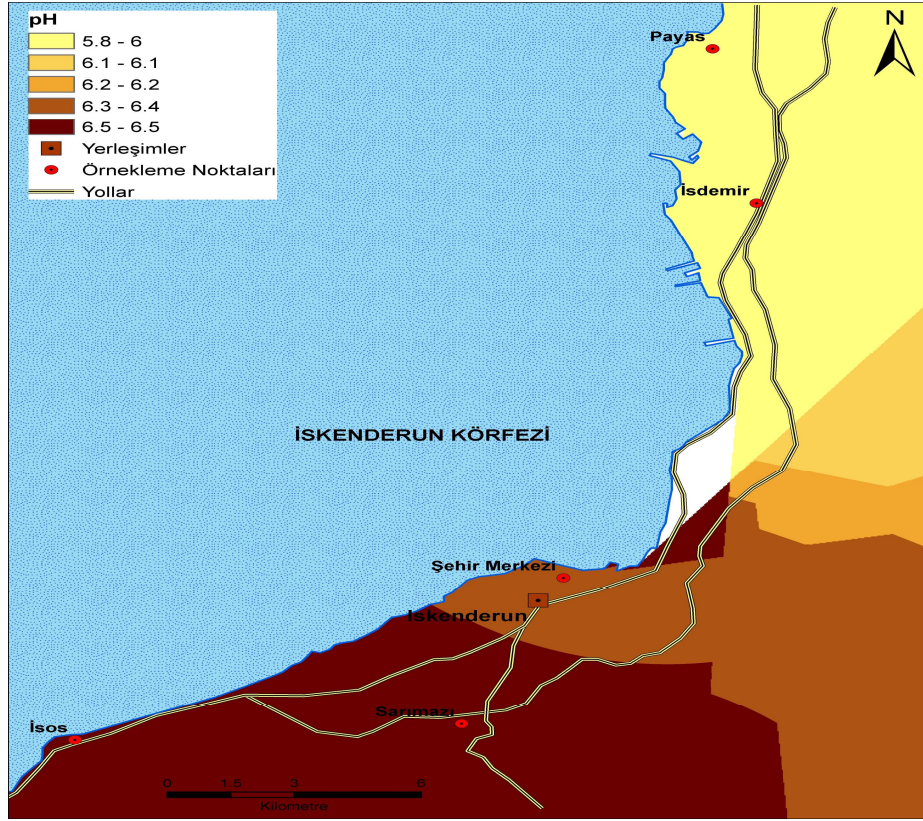 pH
5.8 - 6
6.1 - 6.1
6.2 - 6.2
6.3 - 6.4
6.5 - 6.5
Yerleşimler
Örnekleme Noktaları
Yollar
N
Payas
İsdemir
İSKENDERUN KÖRFEZİ
Şehir Merkezi
İskenderun
Sarımazı
İsos
0 1.5 3 6
Kilometre